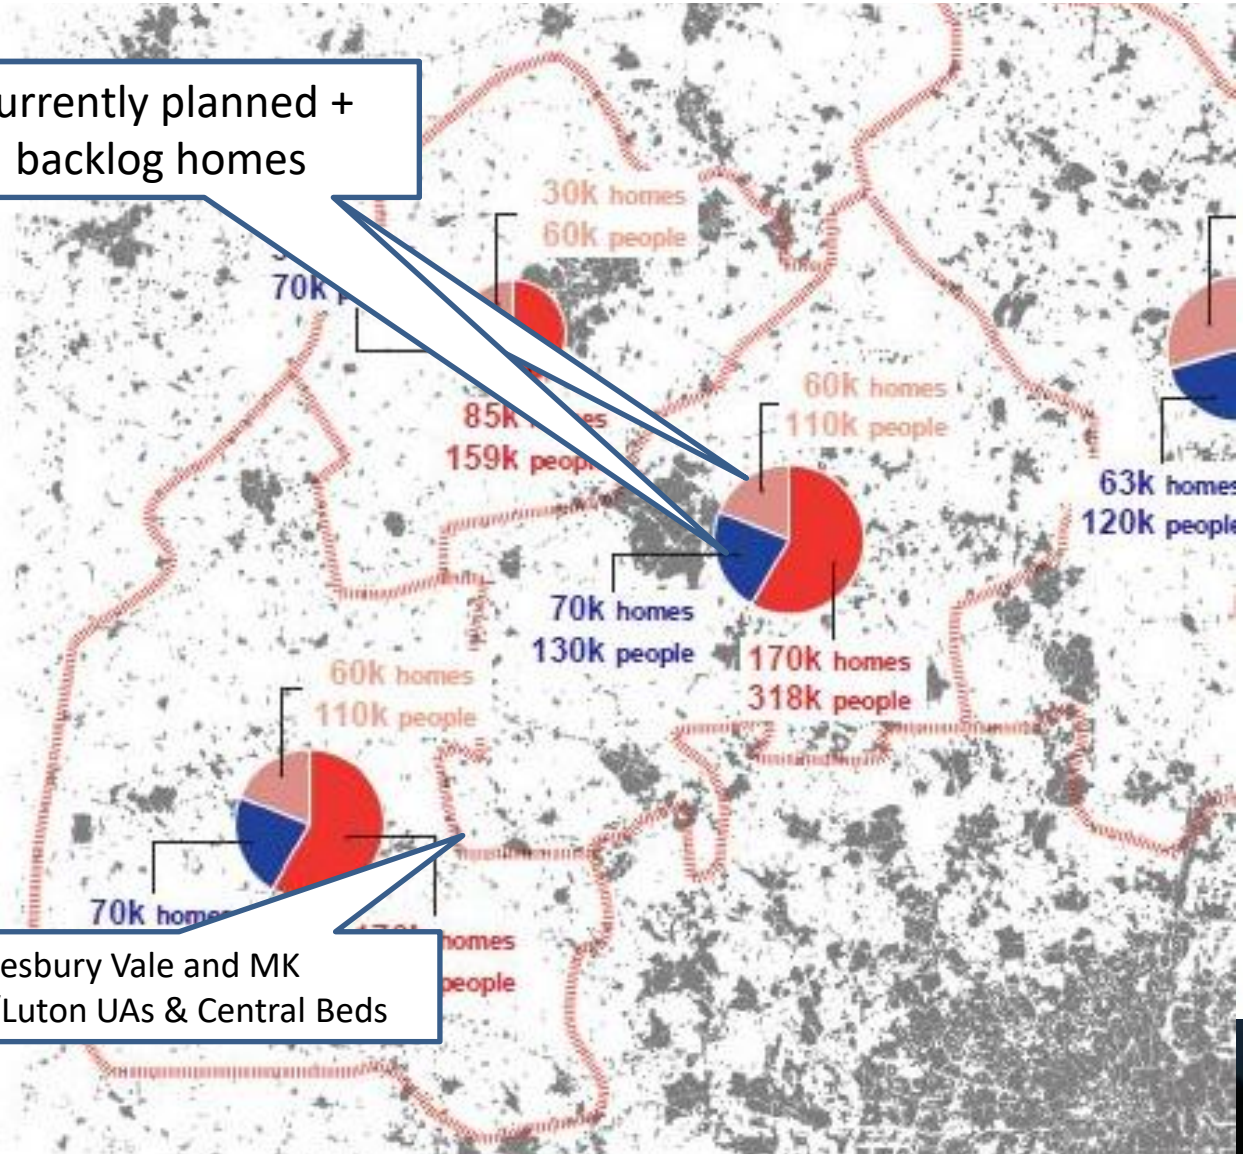 urrently planned +
backlog homes
30k homes
60k people
70k
85k
159k people
60k homes
110k people
63k homes
120k people
70k homes
130k people
170k homes
318k people
60k homes
110k people
70k homes
homes
people
esbury Vale and MK
Luton UAs & Central Beds